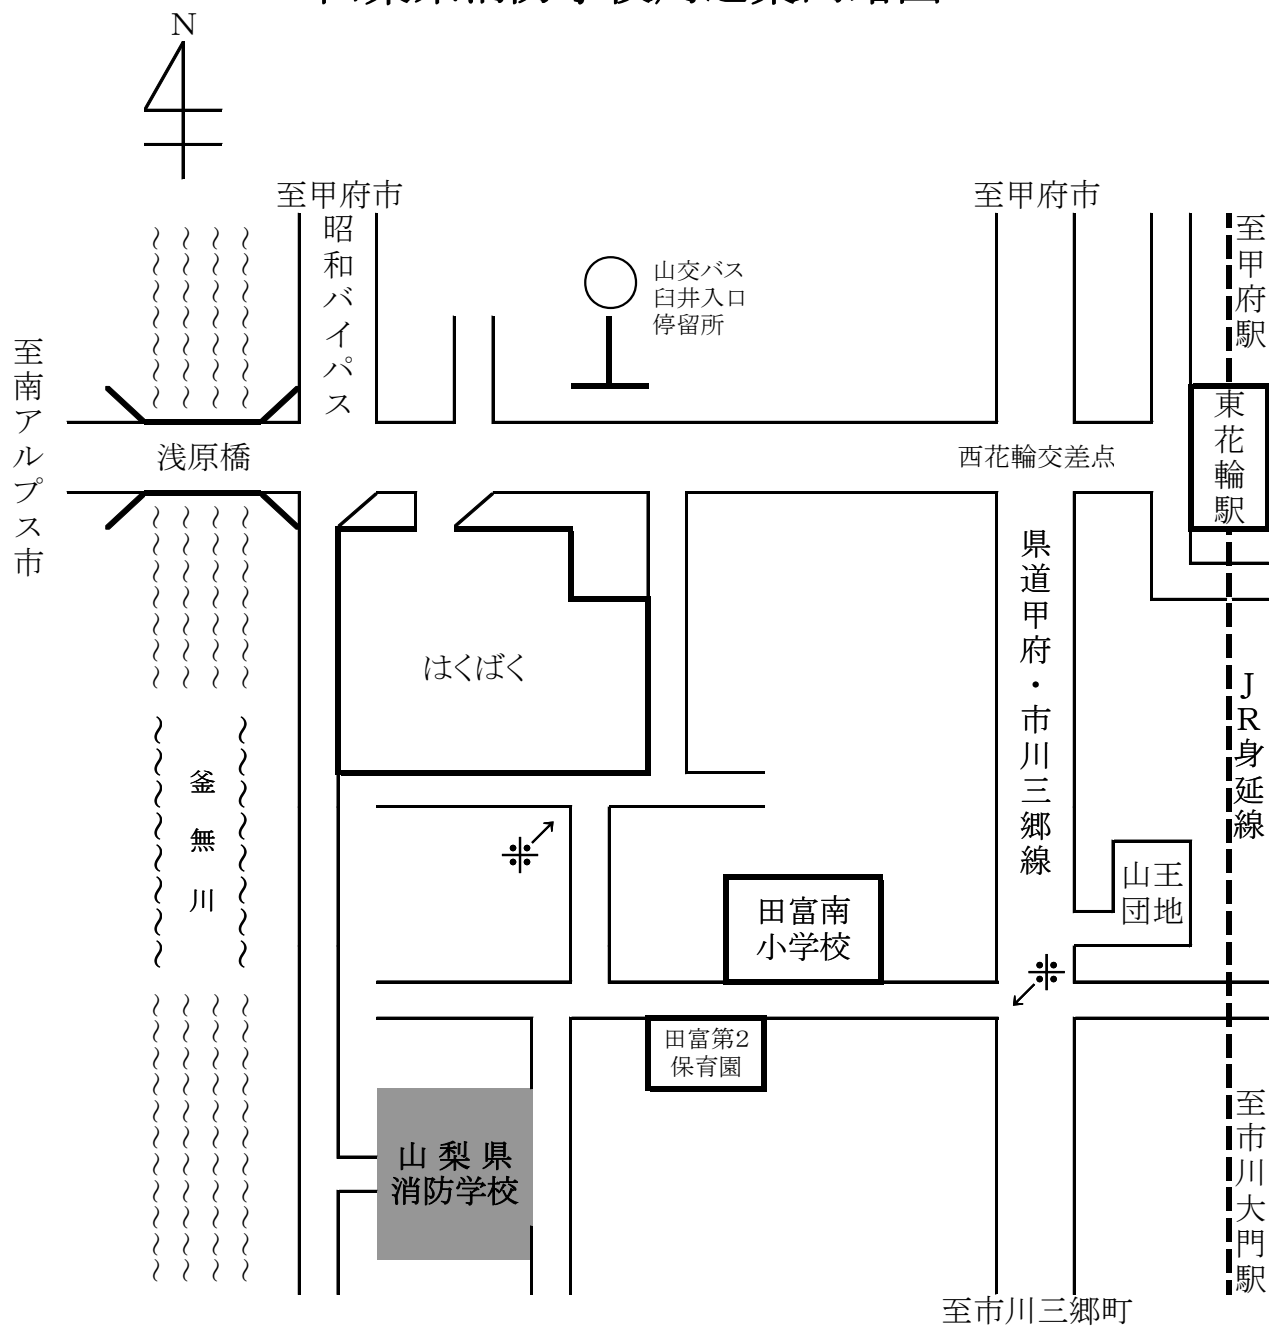 N
至甲府市
至甲府市
昭和バイパス
至甲府駅
山交バス
臼井入口
停留所
至南アルプス市
浅原橋
西花輪交差点
東花輪駅
県道甲府・市川三郷線
はくばく
JR身延線
釜無川
山王
団地
田富南
小学校
田富第2
保育園
山梨県
消防学校
至市川大門駅
至市川三郷町